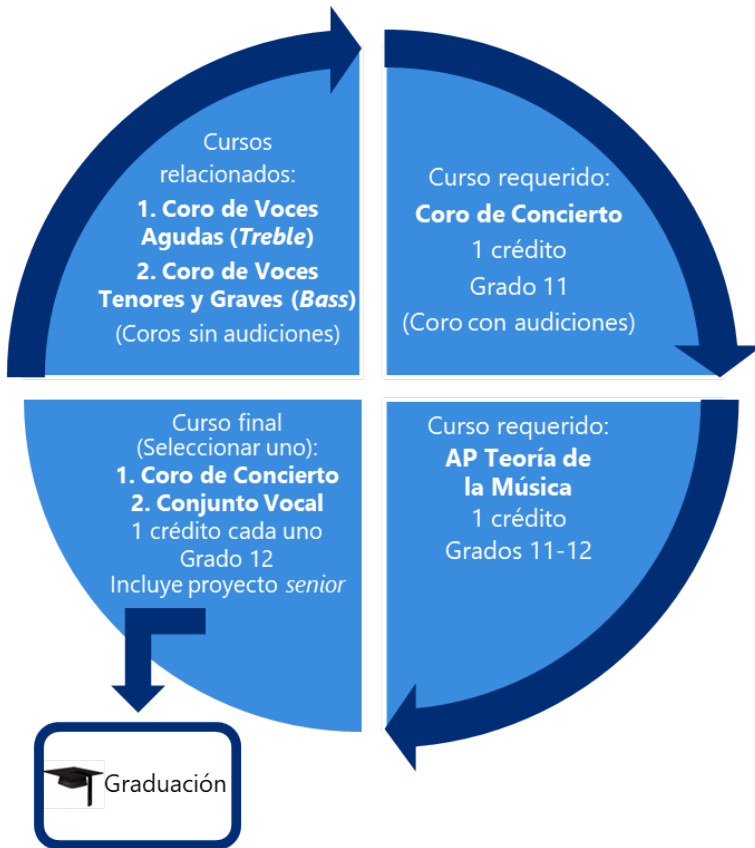 Cursos
relacionados:
1. Coro de Voces
Agudas (Treble)
2. Coro de Voces
Tenores y Graves (Bass)
(Coros sin audiciones)
Curso requerido:
Coro de Concierto
1 crédito
Grado 11
(Coro con audiciones)
Curso requerido:
AP Teoría de
la Música
1 crédito
Grados 11-12
Curso final
(Seleccionar uno):
1. Coro de Concierto
2. Conjunto Vocal
1 crédito cada uno
Grado 12
Incluye proyecto senior
Graduación